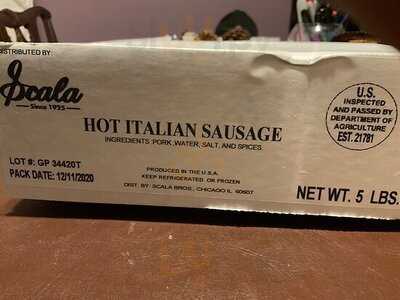 DISTRIBUTED BY:
Scala
Since 1925
HOT ITALIAN SAUSAGE
INGREDIENTS: PORK, WATER, SALT, AND SPICES
LOT #: GP 34420T
PACK DATE: 12/11/2020
PRODUCED IN THE U.S.A.
KEEP REFRIGERATED OR FROZEN
DIST. BY: SCALA BROS., CHICAGO IL 60607
U.S.
INSPECTED
AND PASSED BY
DEPARTMENT OF
AGRICULTURE
EST. 21781
NET WT. 5 LBS.